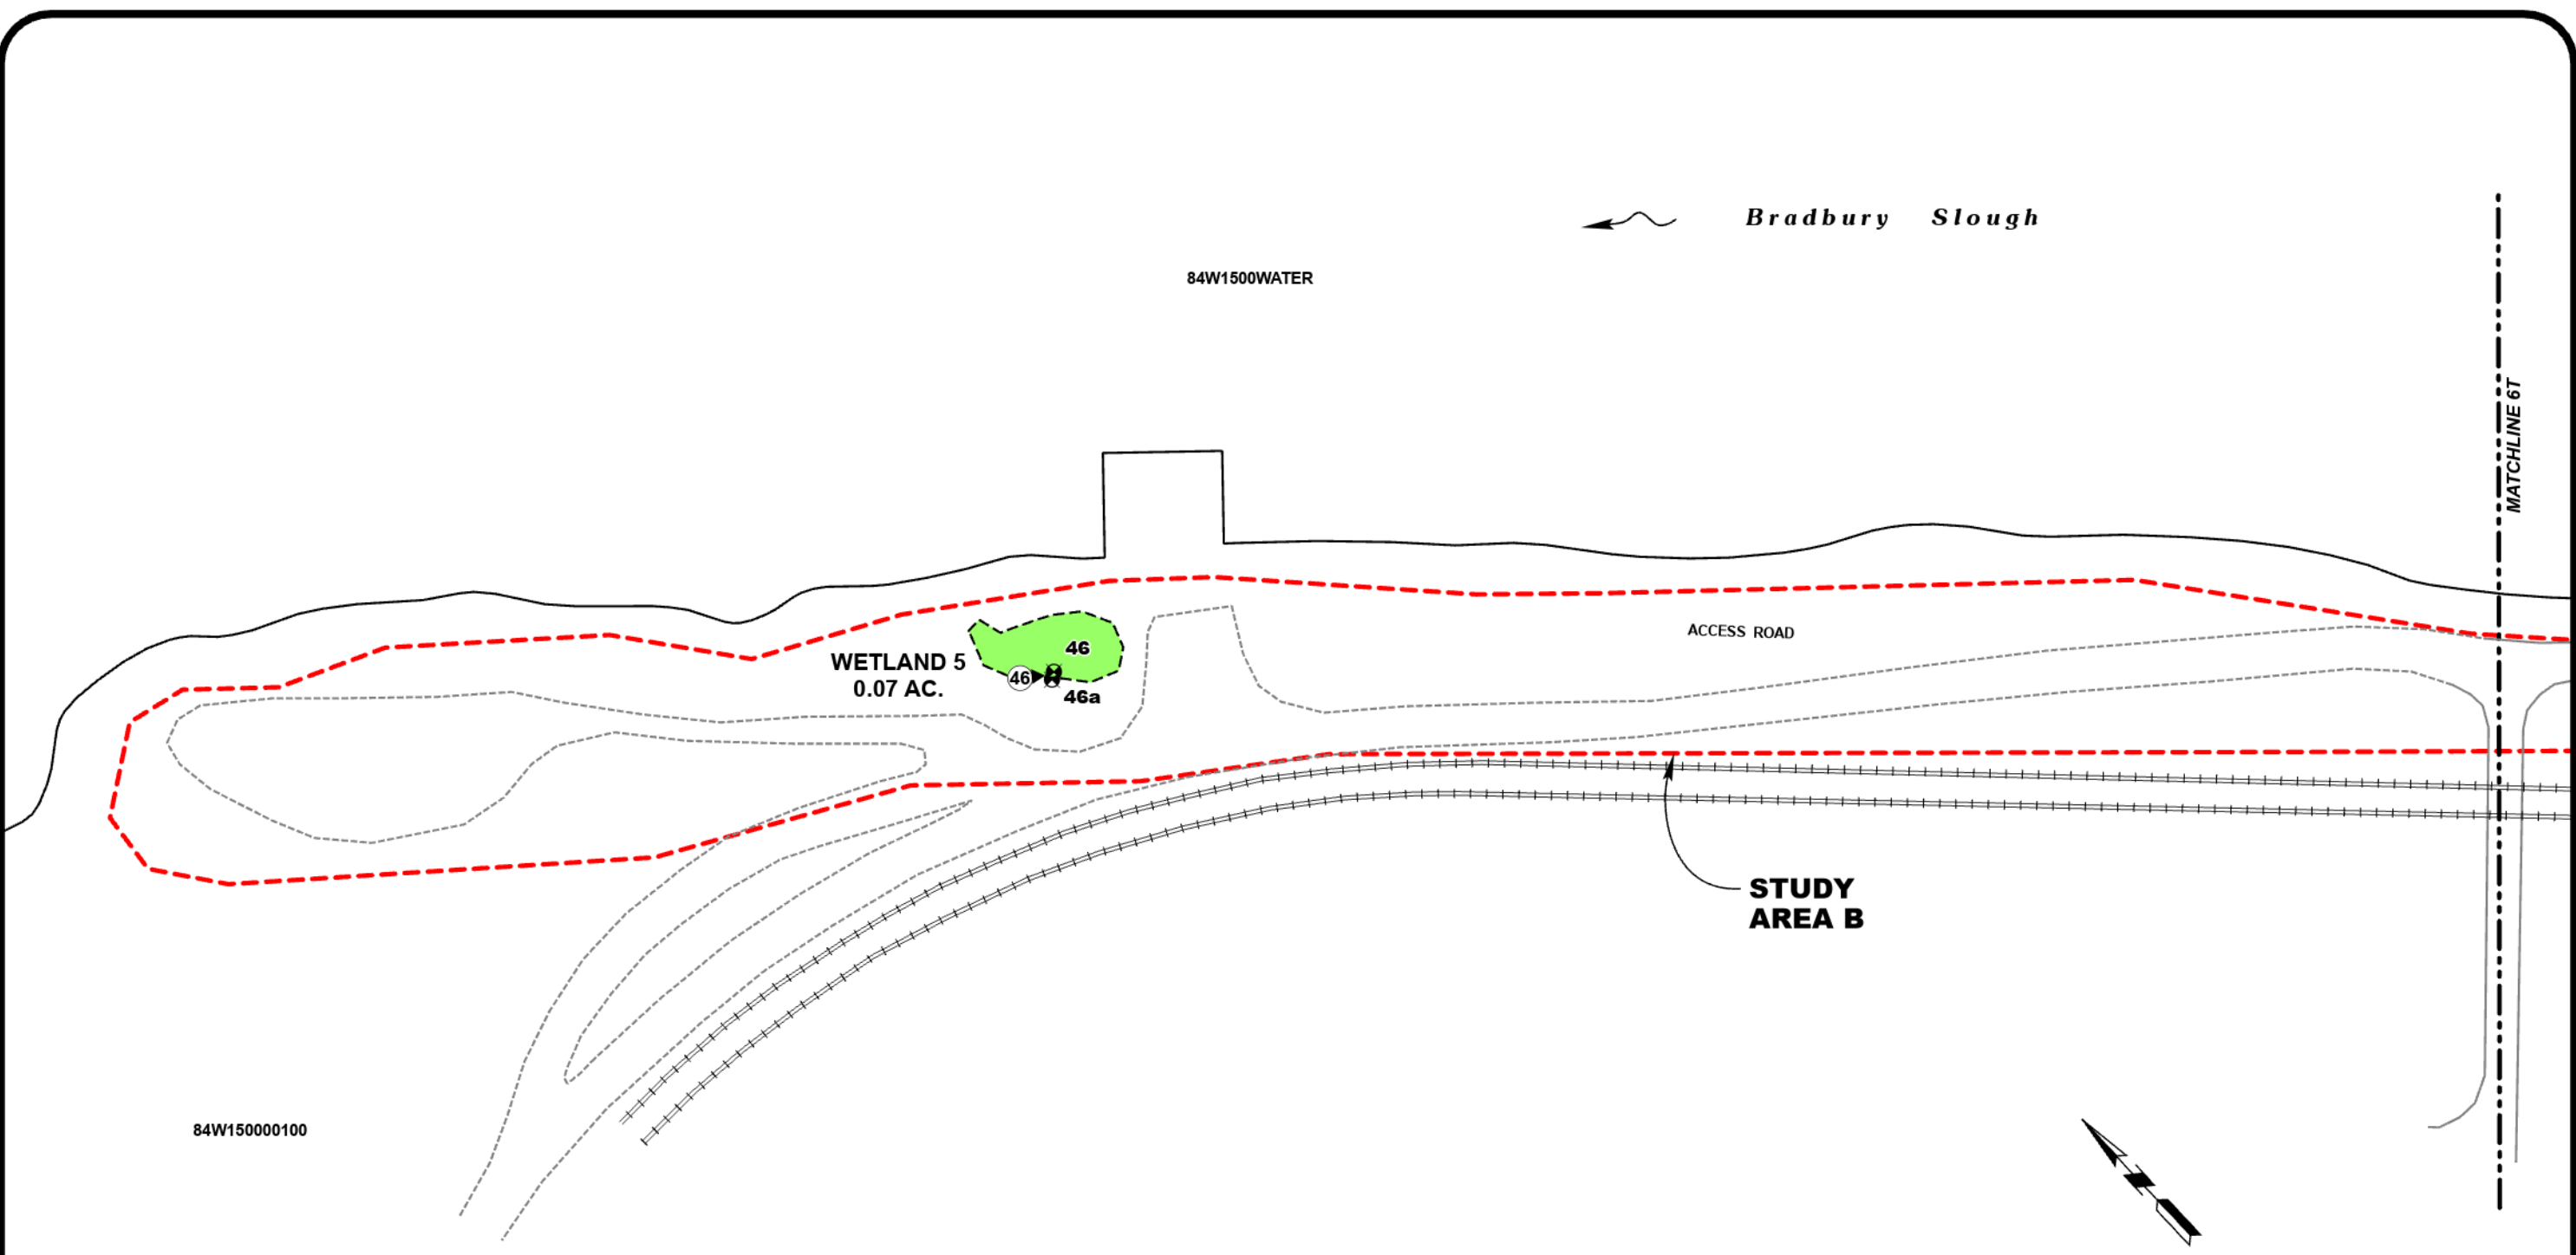 Bradbury Slough
84W1500WATER
MATCHLINE 6T
ACCESS ROAD
46
WETLAND 5
0.07 AC.
46
46a
STUDY
AREA B
84W150000100